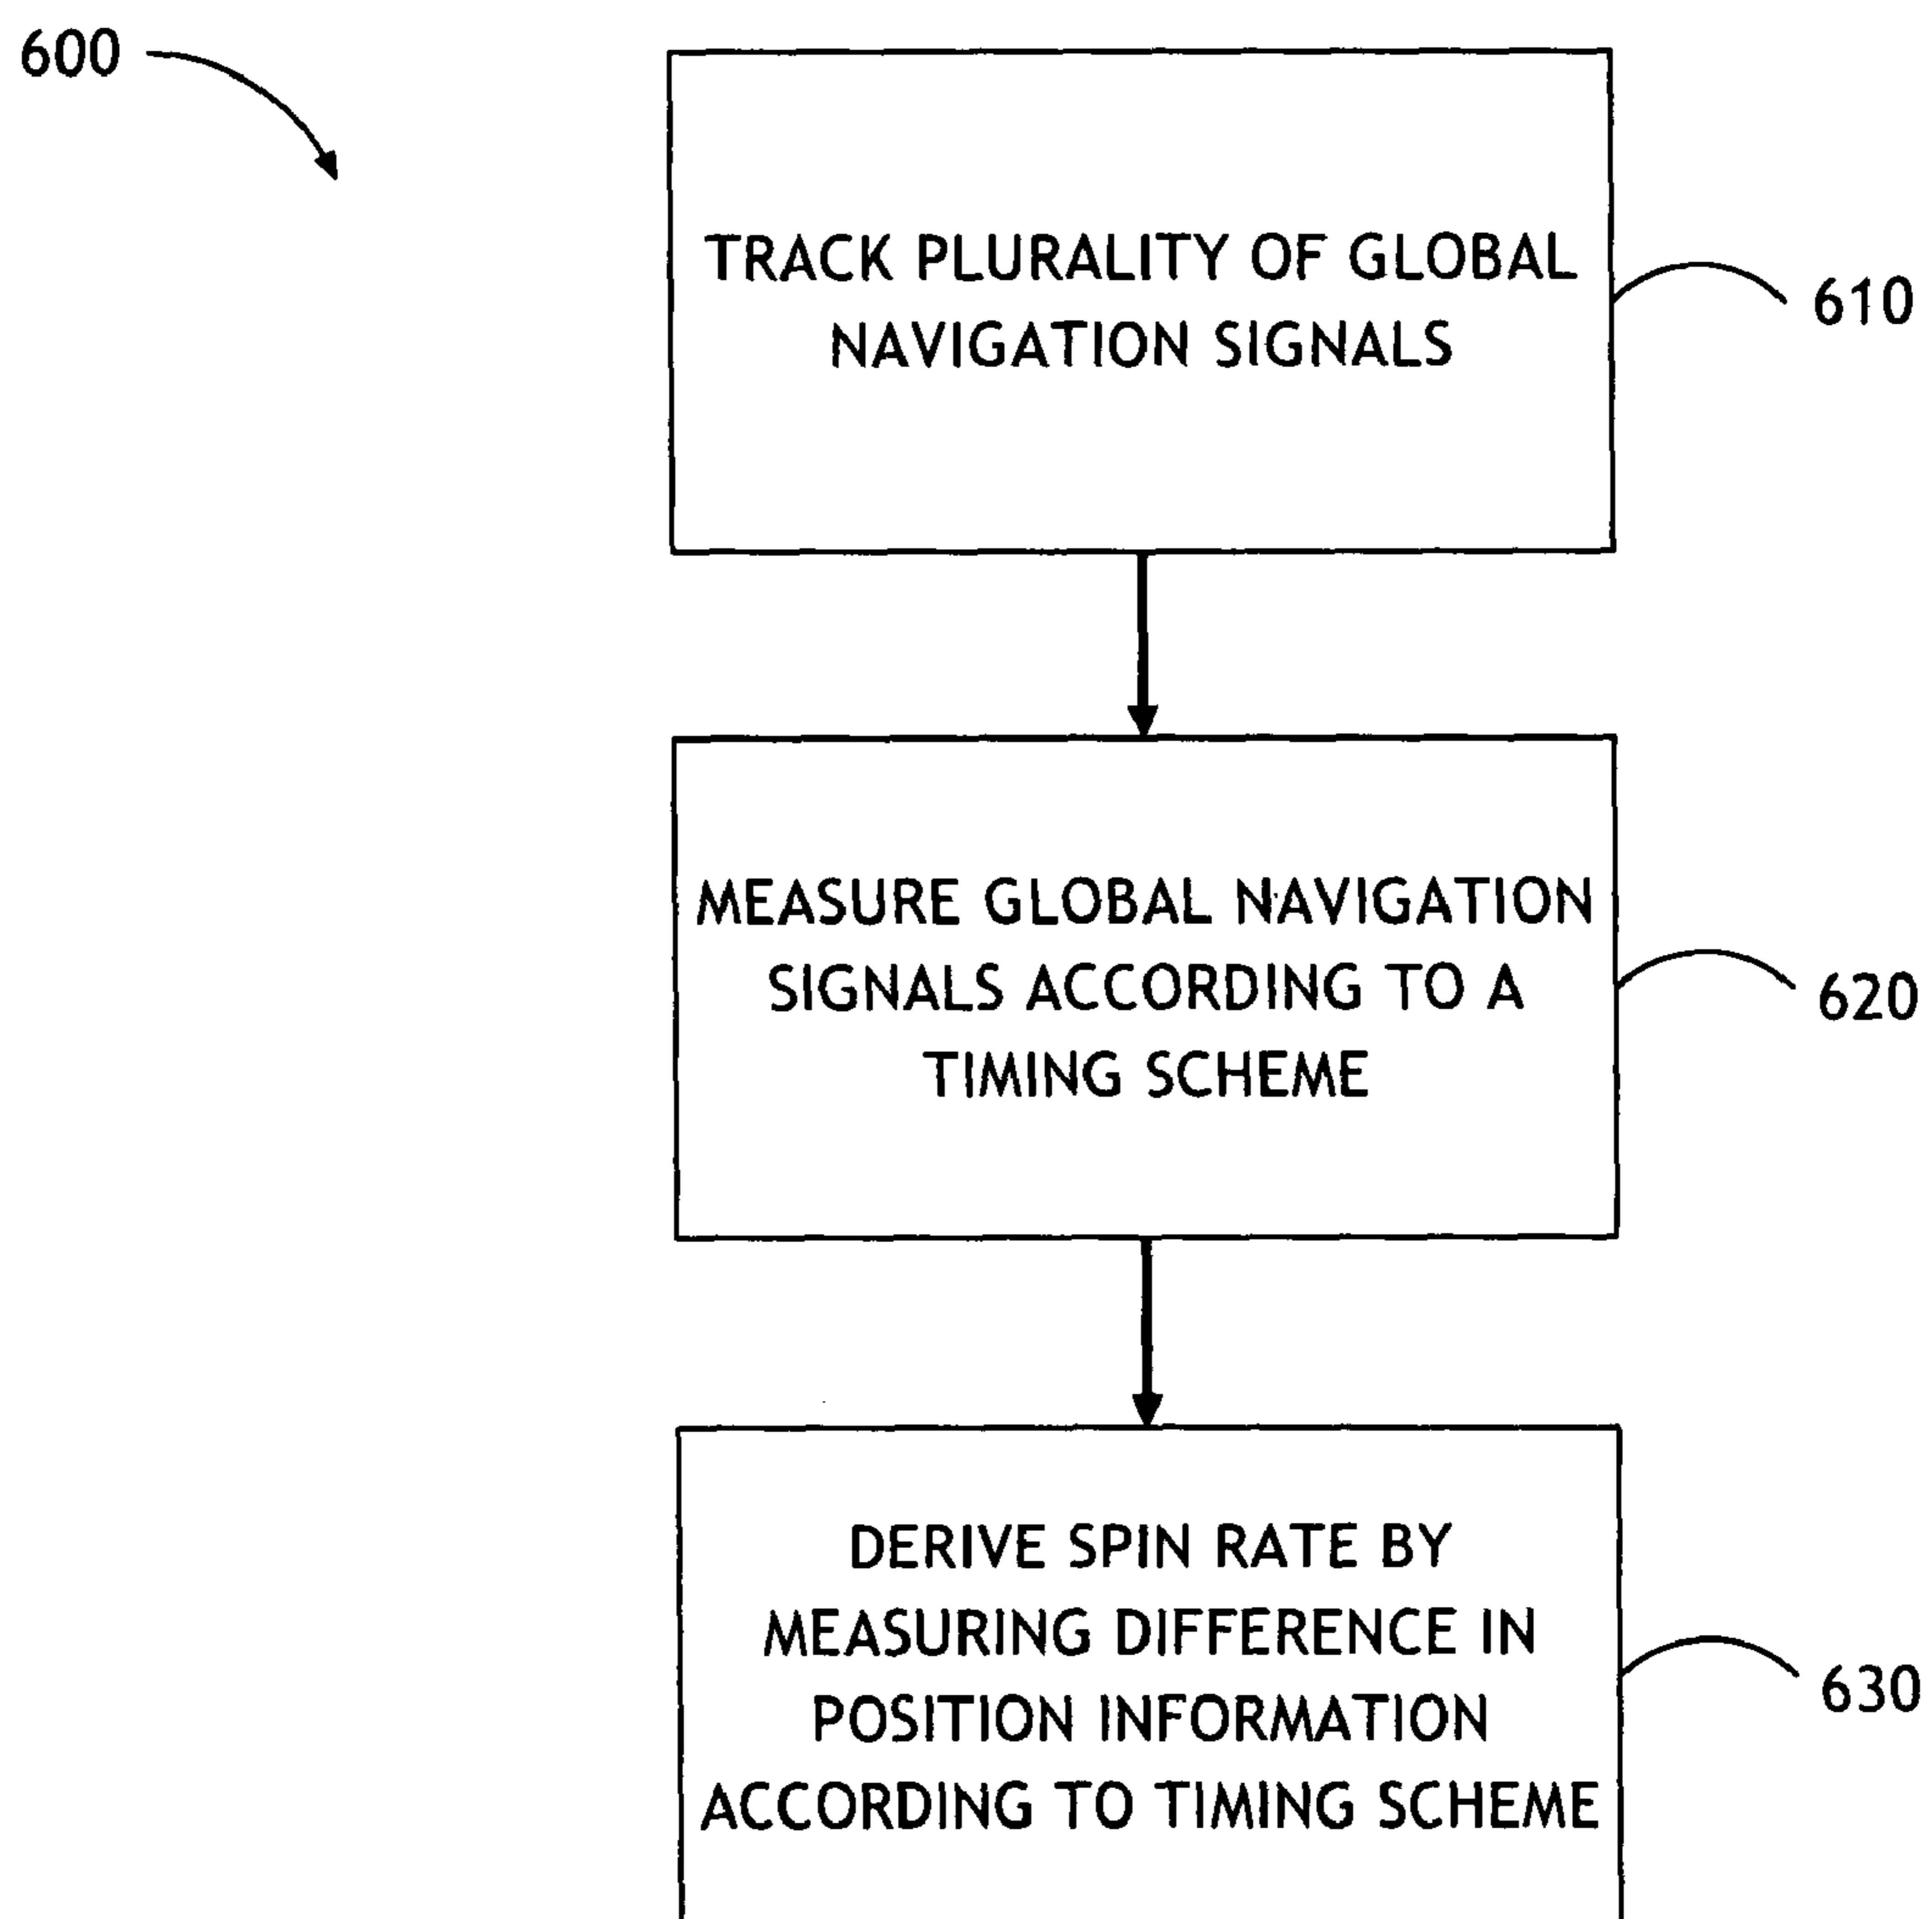 600
TRACK PLURALITY OF GLOBAL
NAVIGATION SIGNALS
610
MEASURE GLOBAL NAVIGATION
SIGNALS ACCORDING TO A
TIMING SCHEME
620
DERIVE SPIN RATE BY
MEASURING DIFFERENCE IN
POSITION INFORMATION
ACCORDING TO TIMING SCHEME
630